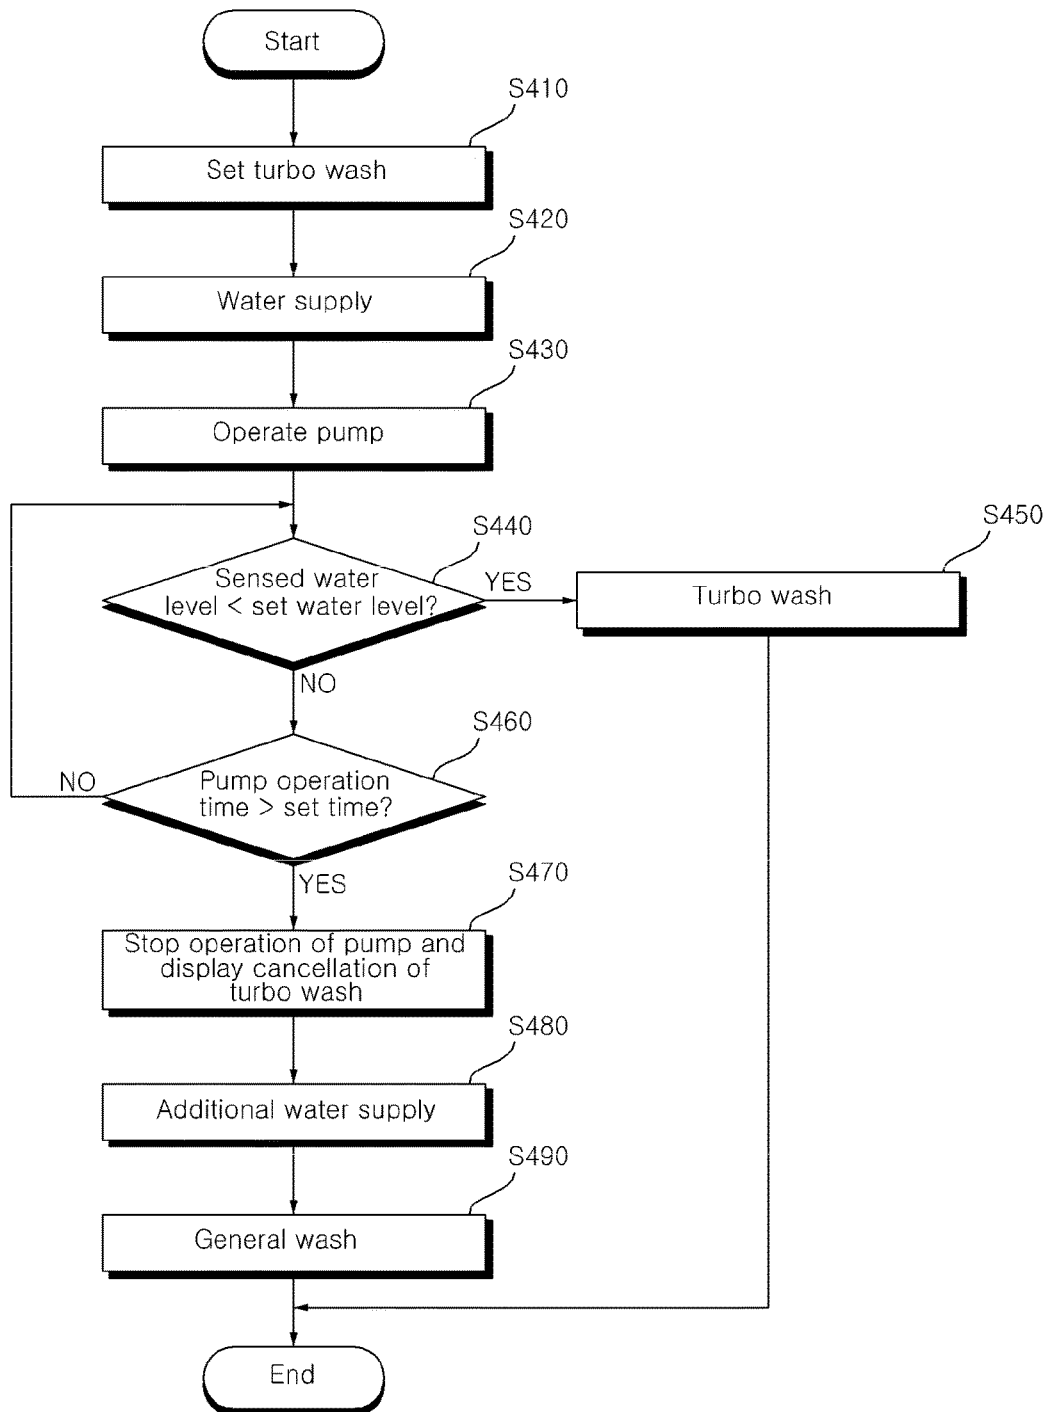 Start
S410
Set turbo wash
S420
Water supply
S430
Operate pump
S440
Sensed water
level < set water level?
YES
S450
Turbo wash
NO
S460
Pump operation
time > set time?
NO
YES
S470
Stop operation of pump and
display cancellation of
turbo wash
S480
Additional water supply
S490
General wash
End